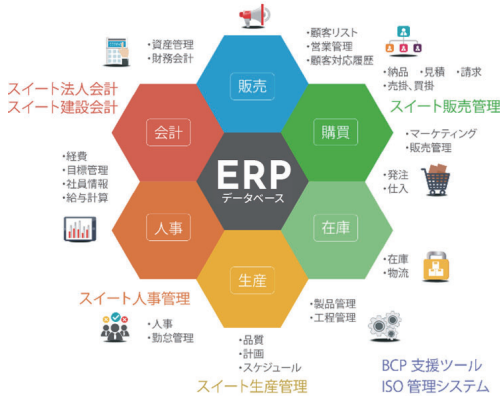 ・資産管理
・財務会計
・顧客リスト
・営業管理
・顧客対応履歴
・納品 ・見積 ・請求
・売掛、買掛
スイート法人会計
スイート建設会計
販売
スイート販売管理
会計
購買
・マーケティング
・販売管理
・経費
・目標管理
・社員情報
・給与計算
ERP
データベース
・発注
・仕入
人事
在庫
・在庫
・物流
生産
スイート人事管理
・製品管理
・工程管理
・人事
・勤怠管理
・品質
・計画
・スケジュール
スイート生産管理
BCP 支援ツール
ISO 管理システム